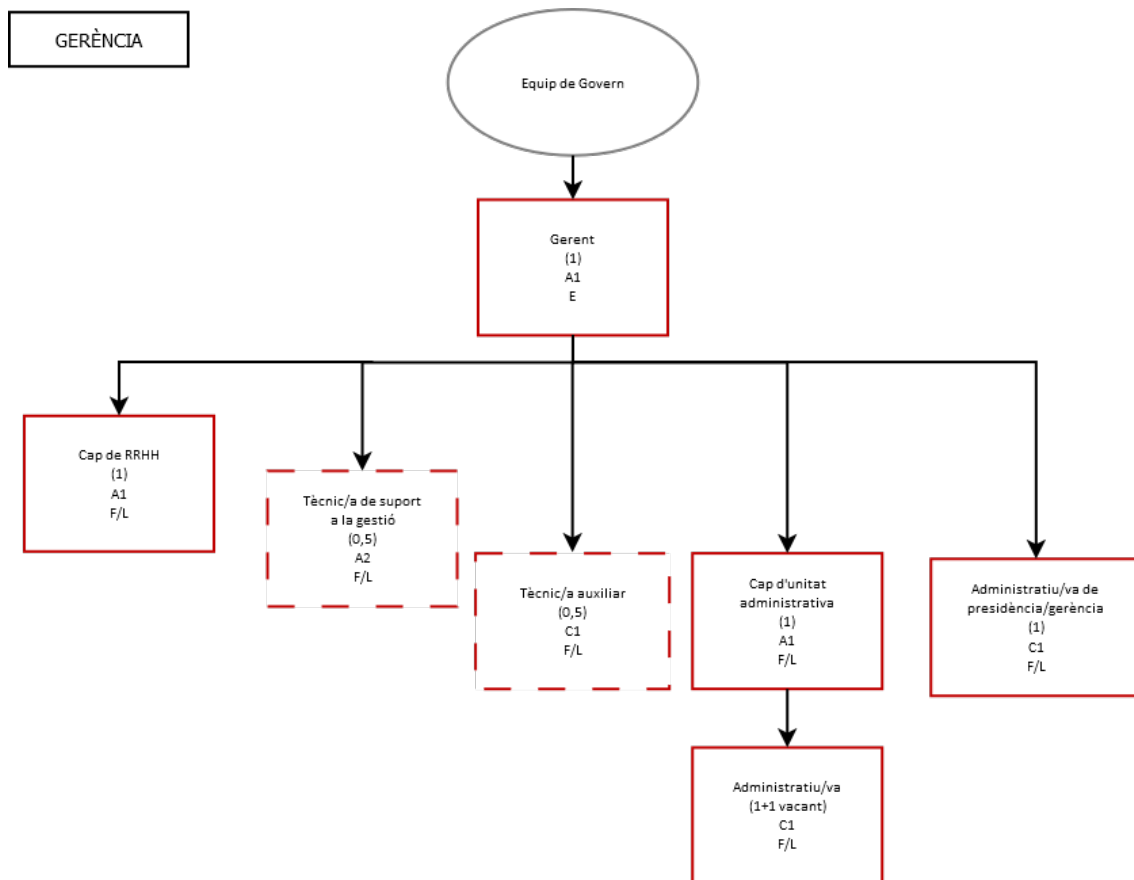 GERÈNCIA
Equip de Govern
Gerent
(1)
A1
E
Cap de RRHH
(1)
A1
F/L
Tècnic/a de suport
a la gestió
(0,5)
A2
F/L
Tècnic/a auxiliar
(0,5)
C1
F/L
Cap d'unitat
administrativa
(1)
A1
F/L
Administratiu/va de
presidència/gerència
(1)
C1
F/L
Administratiu/va
(1+1 vacant)
C1
F/L